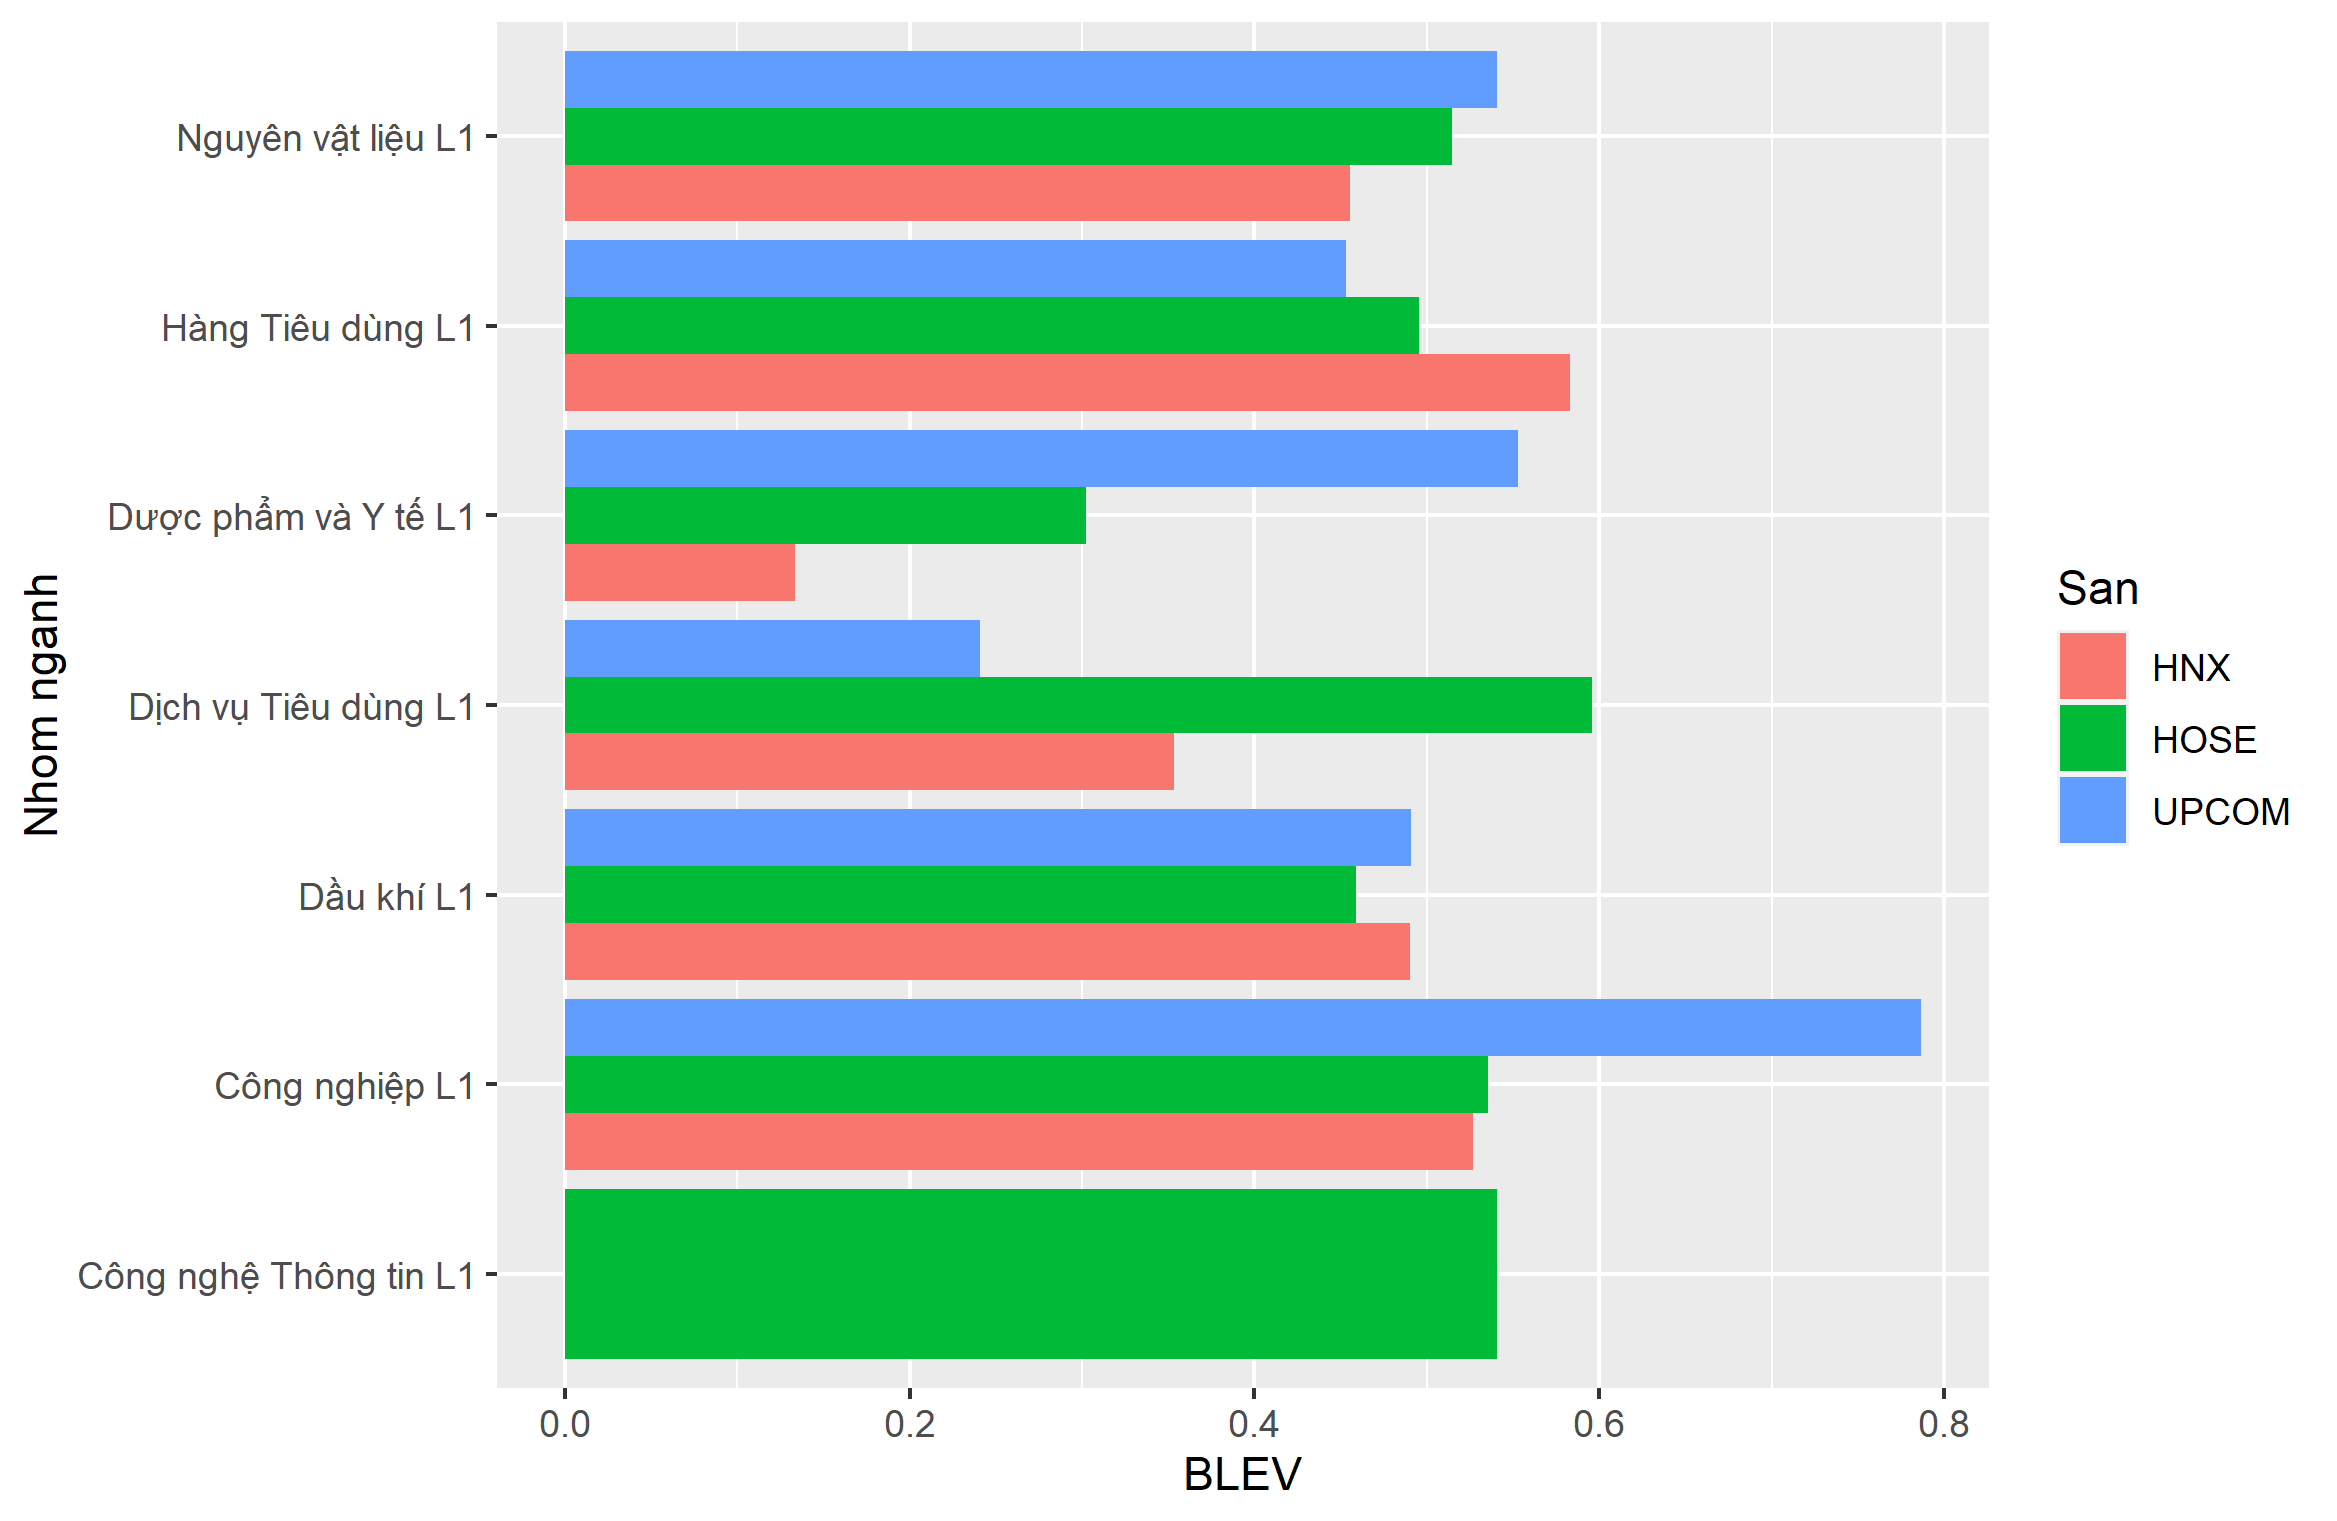 Nguyên vật liệu L1
Hàng Tiêu dùng L1
Dược phẩm và Y tế L1
Dịch vụ Tiêu dùng L1
Dầu khí L1
Công nghiệp L1
Công nghệ Thông tin L1
Nhom nganh
0.0
0.2
0.4
0.6
0.8
BLEV
San
HNX
HOSE
UPCOM